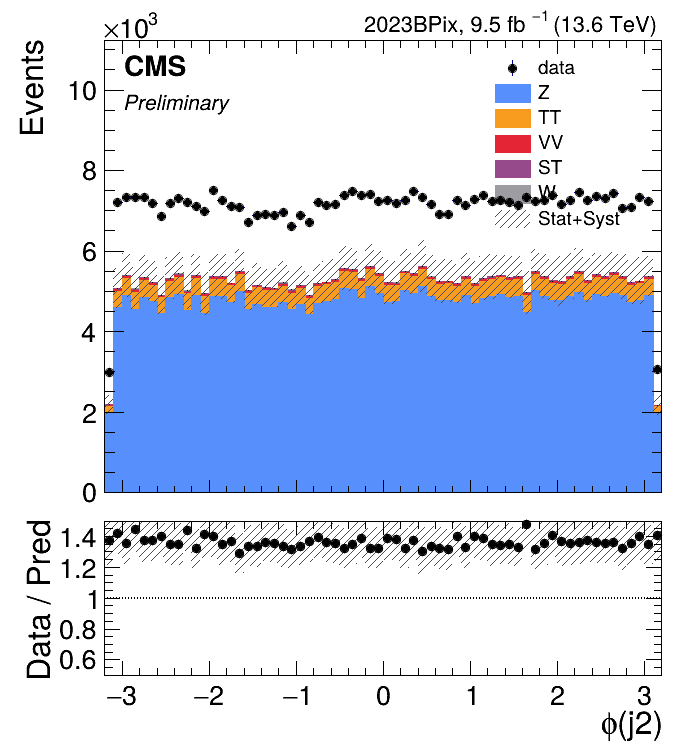 ×10³
2023BPix, 9.5 fb ⁻¹ (13.6 TeV)
Events
CMS
Preliminary
data
Z
TT
VV
ST
W
Stat+Syst
10
8
6
4
2
0
Data / Pred
1.4
1.2
1
0.8
0.6
−3 −2 −1 0 1 2 3
ϕ(j2)